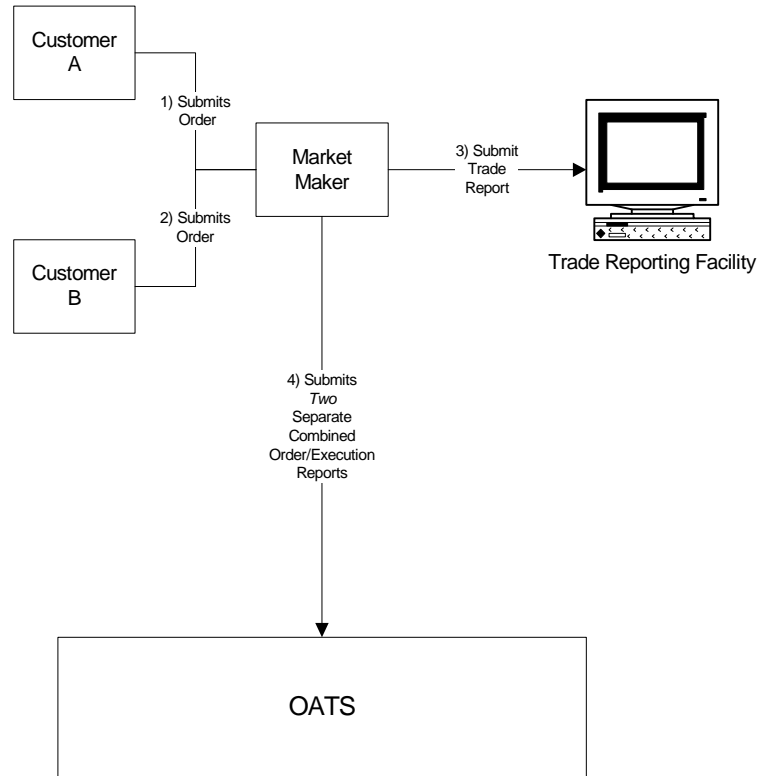 Customer
A
1) Submits
Order
Market
Maker
3) Submit
Trade
Report
2) Submits
Order
Customer
B
Trade Reporting Facility
4) Submits
Two
Separate
Combined
Order/Execution
Reports
OATS